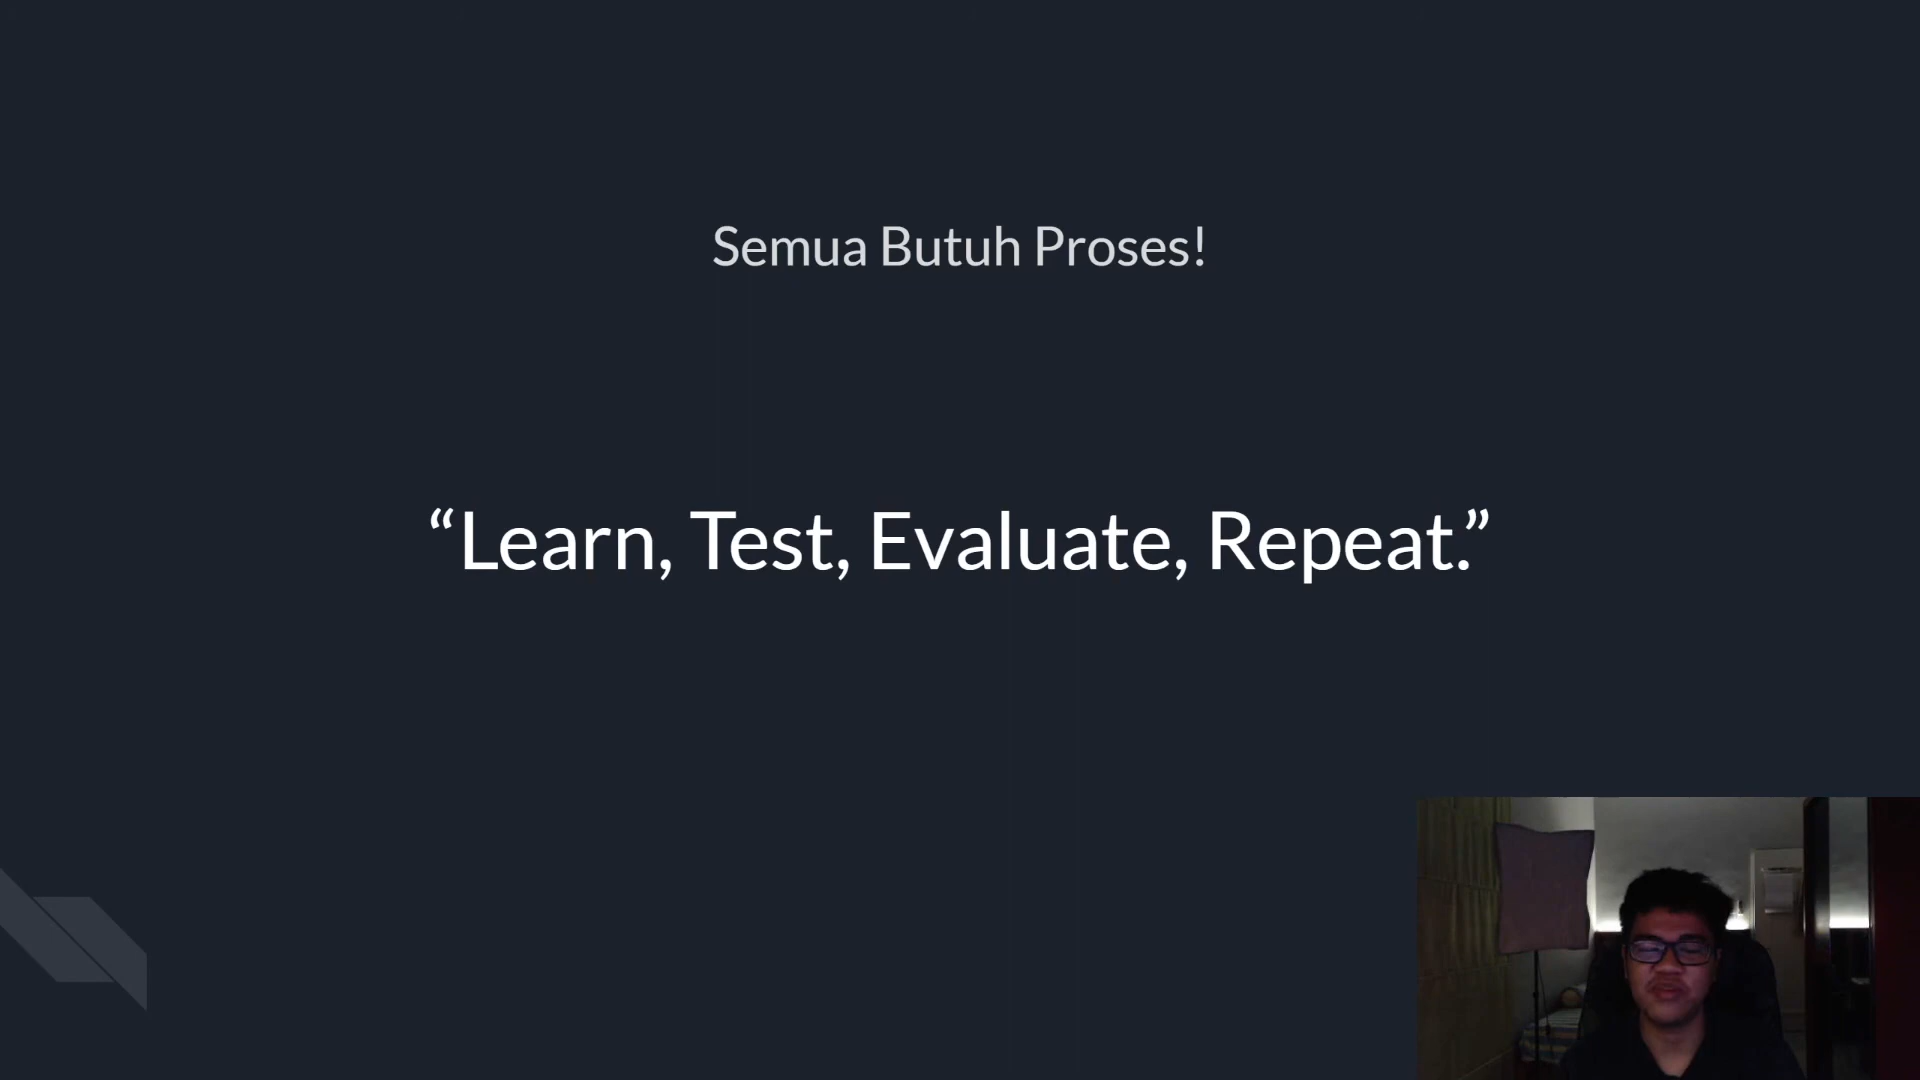 Semua Butuh Proses!
“Learn, Test, Evaluate, Repeat.”